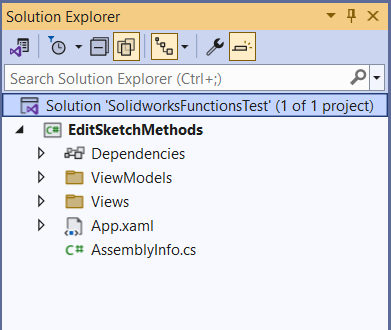 Solution Explorer
Search Solution Explorer (Ctrl+;)
Solution 'SolidworksFunctionsTest' (1 of 1 project)
C# EditSketchMethods
Dependencies
ViewModels
Views
App.xaml
C# AssemblyInfo.cs